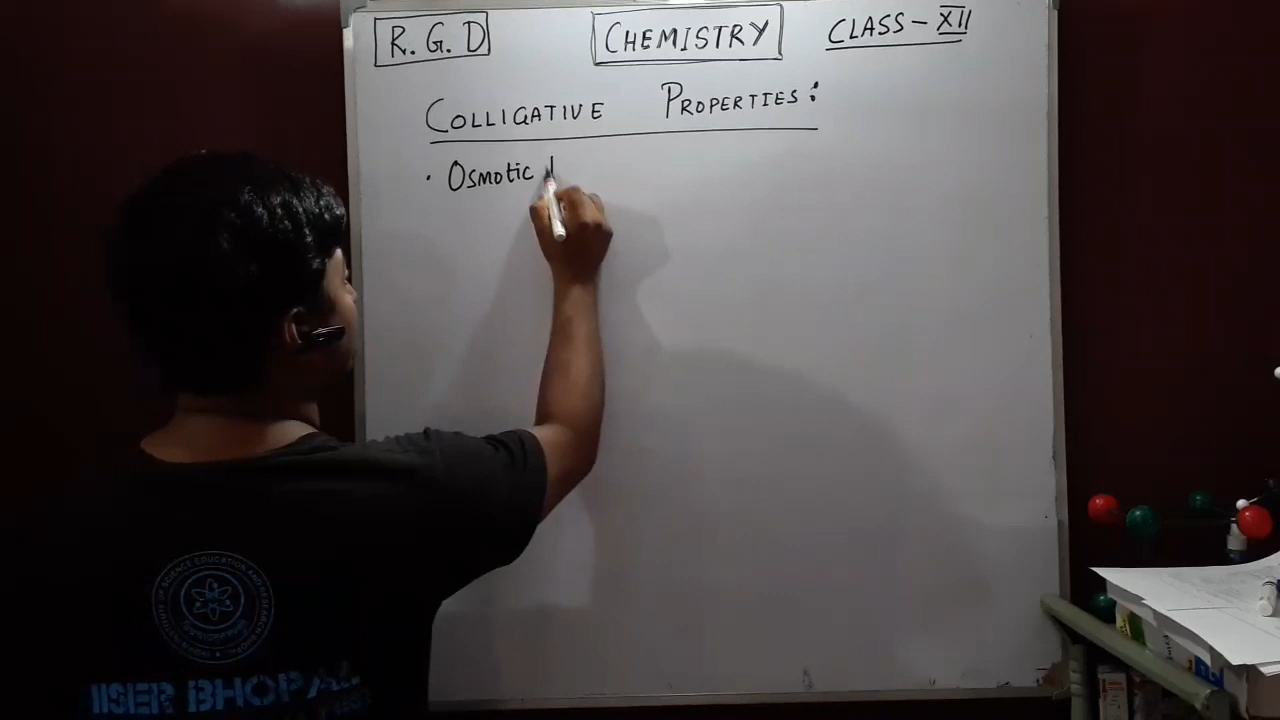 R. G. D CHEMISTRY CLASS - XII
COLLIGATIVE PROPERTIES:
· Osmotic
IISER BHOPAL